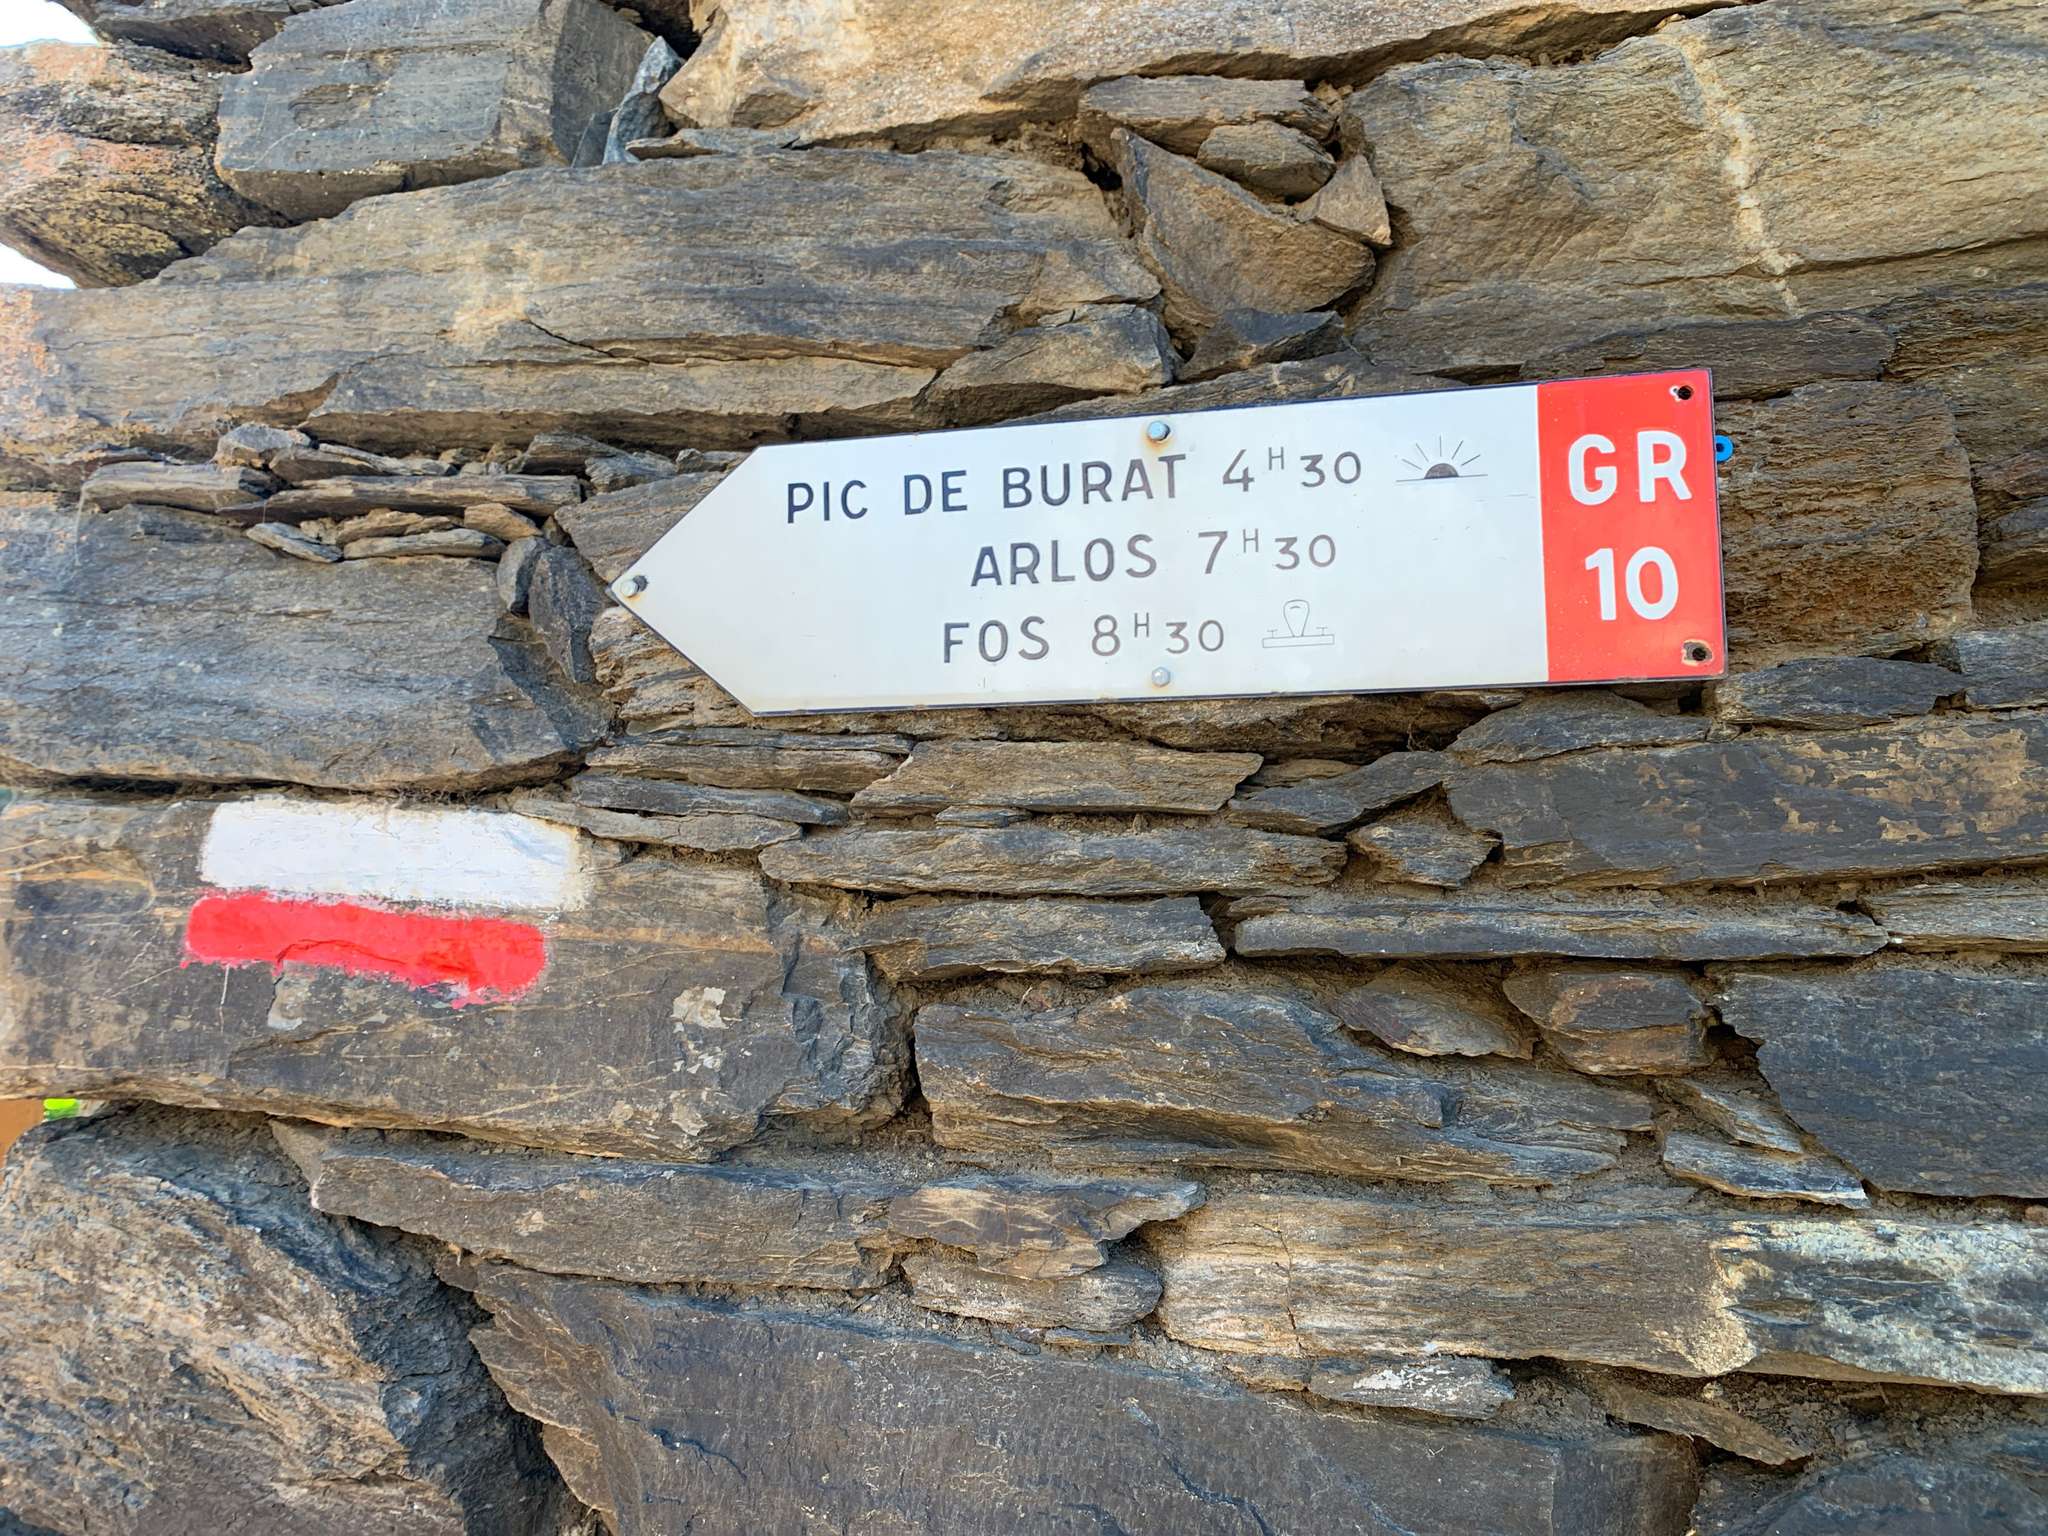 PIC DE BURAT 4H30
ARLOS 7H30
FOS 8H30
GR
10